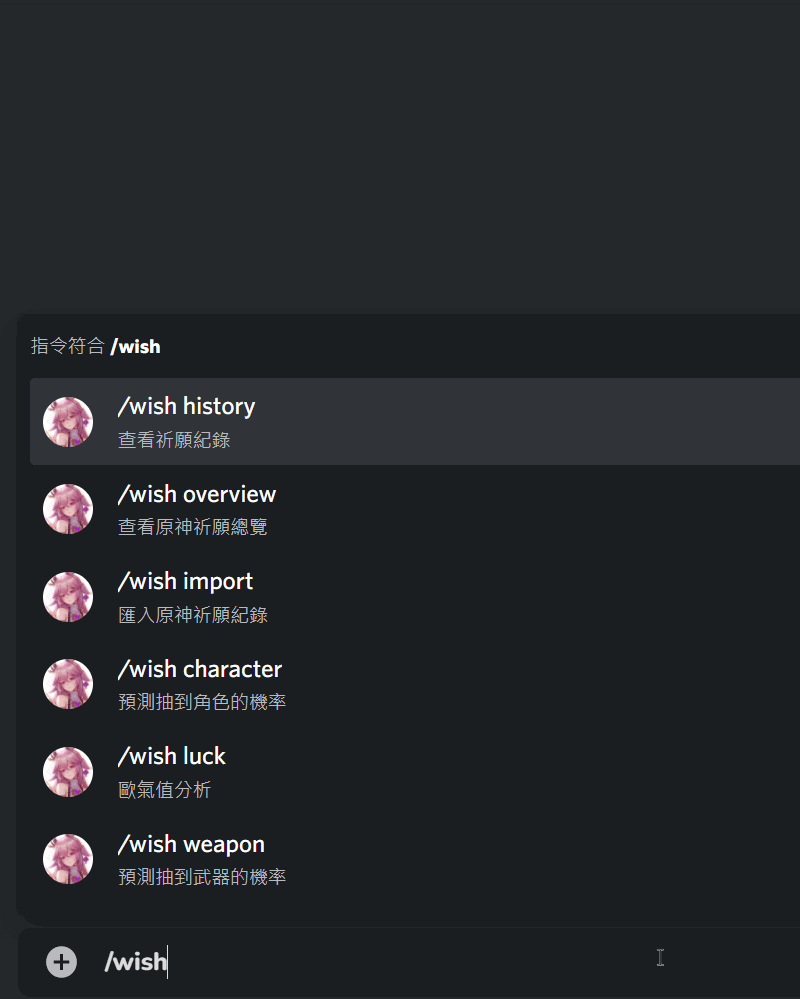 指令符合 /wish
/wish history
查看祈願紀錄
/wish overview
查看原神祈願總覽
/wish import
匯入原神祈願紀錄
/wish character
預測抽到角色的機率
/wish luck
歐氣值分析
/wish weapon
預測抽到武器的機率
/wish